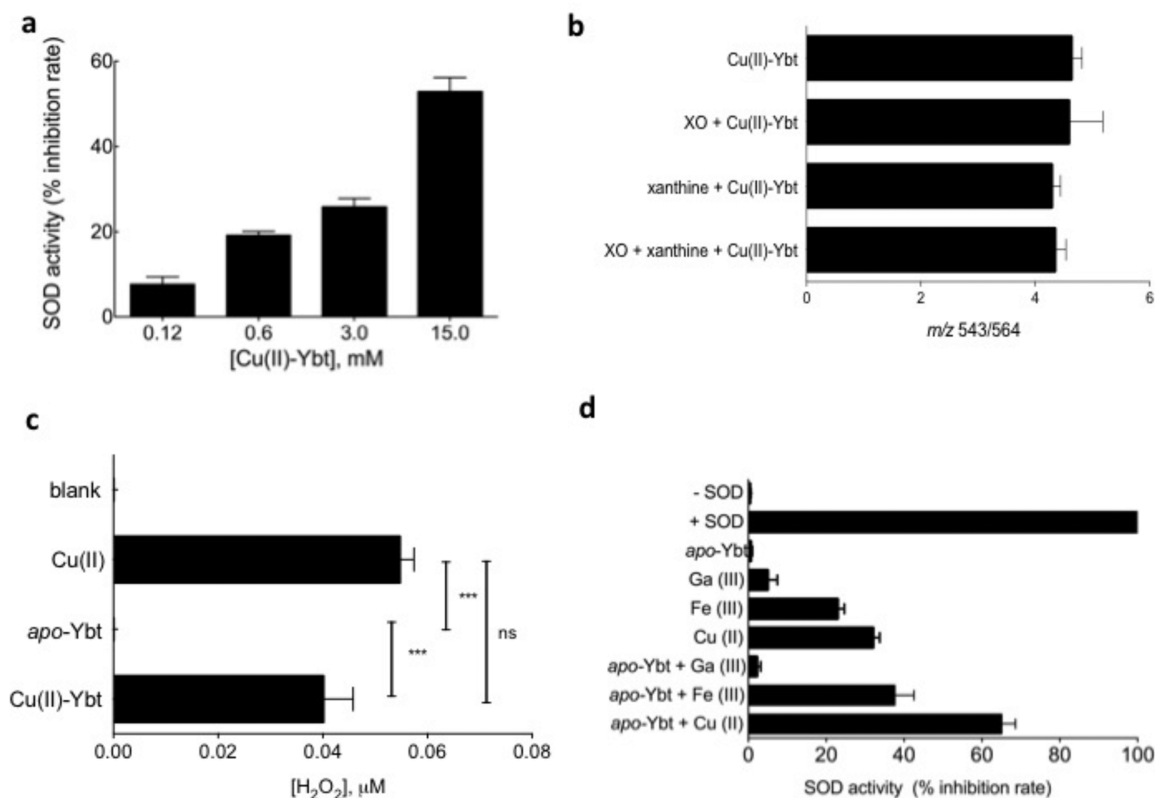 a
SOD activity (% inhibition rate)
60
40
20
0
0.12 0.6 3.0 15.0
[Cu(II)-Ybt], mM
b
Cu(II)-Ybt
XO + Cu(II)-Ybt
xanthine + Cu(II)-Ybt
XO + xanthine + Cu(II)-Ybt
0 2 4 6
m/z 543/564
c
blank
Cu(II)
apo-Ybt
Cu(II)-Ybt
***
***
ns
0.00 0.02 0.04 0.06 0.08
[H₂O₂], µM
d
- SOD
+ SOD
apo-Ybt
Ga (III)
Fe (III)
Cu (II)
apo-Ybt + Ga (III)
apo-Ybt + Fe (III)
apo-Ybt + Cu (II)
0 20 40 60 80 100
SOD activity (% inhibition rate)